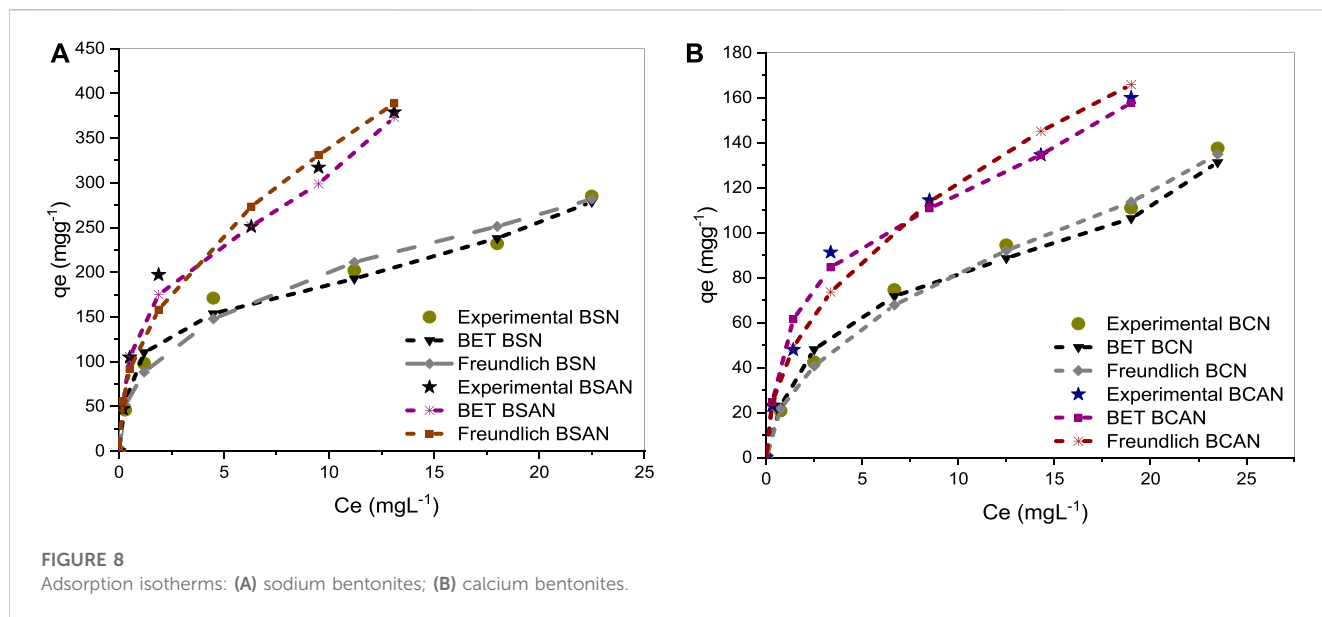 A
450
400
350
300
250
200
150
100
50
0
qe (mgg⁻¹)
0 5 10 15 20 25
Ce (mgL⁻¹)
Experimental BSN
BET BSN
Freundlich BSN
Experimental BSAN
BET BSAN
Freundlich BSAN
B
180
160
140
120
100
80
60
40
20
0
qe (mgg⁻¹)
0 5 10 15 20 25
Ce (mgL⁻¹)
Experimental BCN
BET BCN
Freundlich BCN
Experimental BCAN
BET BCAN
Freundlich BCAN
FIGURE 8
Adsorption isotherms: (A) sodium bentonites; (B) calcium bentonites.